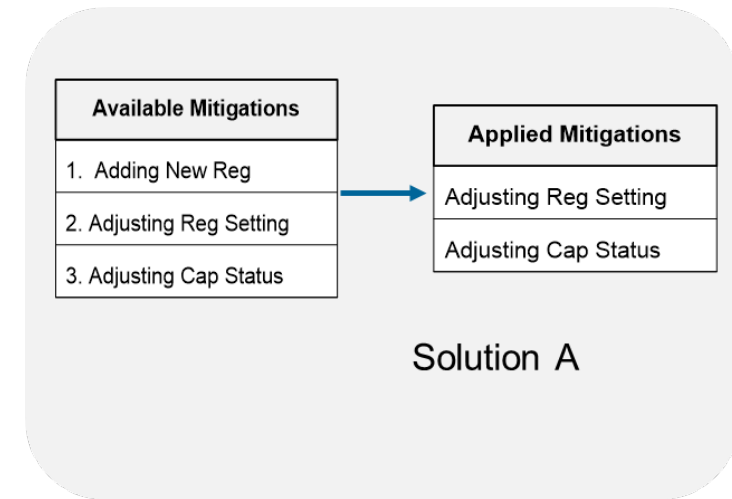 Available Mitigations
1. Adding New Reg
2. Adjusting Reg Setting
3. Adjusting Cap Status
Applied Mitigations
Adjusting Reg Setting
Adjusting Cap Status
Solution A